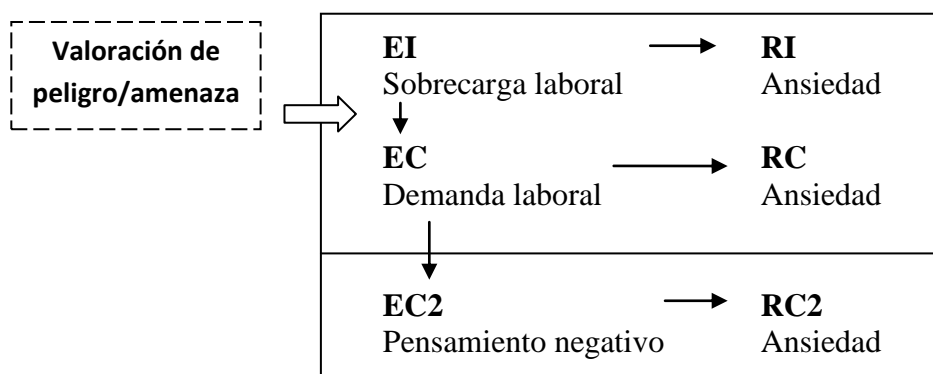 Valoración de
peligro/amenaza
EI RI
Sobrecarga laboral Ansiedad
EC RC
Demanda laboral Ansiedad
EC2 RC2
Pensamiento negativo Ansiedad